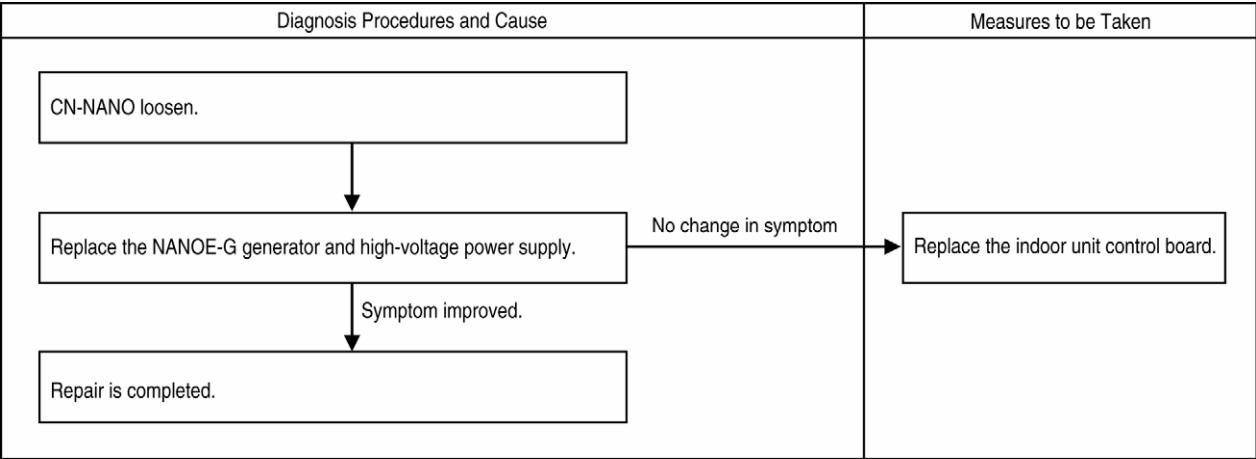 Diagnosis Procedures and Cause
Measures to be Taken
CN-NANO loosen.
Replace the NANOE-G generator and high-voltage power supply.
No change in symptom
Replace the indoor unit control board.
Symptom improved.
Repair is completed.